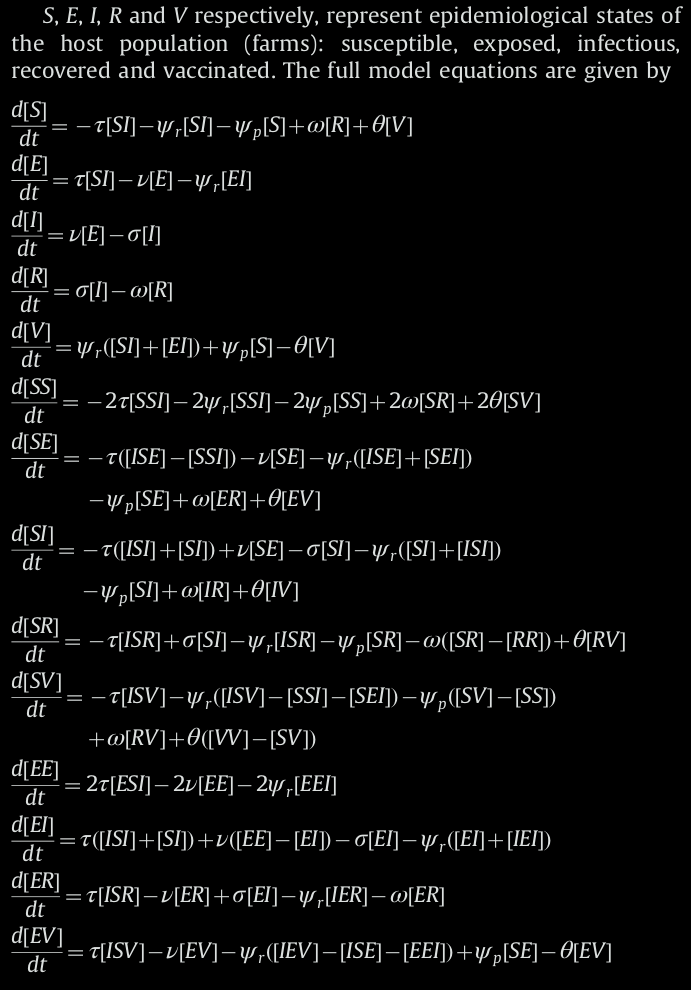 S, E, I, R and V respectively, represent epidemiological states of
the host population (farms): susceptible, exposed, infectious,
recovered and vaccinated. The full model equations are given by
d[S]/dt = −τ[SI]−ψ_r[SI]−ψ_p[S]+ω[R]+θ[V]
d[E]/dt = τ[SI]−ν[E]−ψ_r[EI]
d[I]/dt = ν[E]−σ[I]
d[R]/dt = σ[I]−ω[R]
d[V]/dt = ψ_r([SI]+[EI])+ψ_p[S]−θ[V]
d[SS]/dt = −2τ[SSI]−2ψ_r[SSI]−2ψ_p[SS]+2ω[SR]+2θ[SV]
d[SE]/dt = −τ([ISE]−[SSI])−ν[SE]−ψ_r([ISE]+[SEI])
−ψ_p[SE]+ω[ER]+θ[EV]
d[SI]/dt = −τ([ISI]+[SI])+ν[SE]−σ[SI]−ψ_r([SI]+[ISI])
−ψ_p[SI]+ω[IR]+θ[IV]
d[SR]/dt = −τ[ISR]+σ[SI]−ψ_r[ISR]−ψ_p[SR]−ω([SR]−[RR])+θ[RV]
d[SV]/dt = −τ[ISV]−ψ_r([ISV]−[SSI]−[SEI])−ψ_p([SV]−[SS])
+ω[RV]+θ([VV]−[SV])
d[EE]/dt = 2τ[ESI]−2ν[EE]−2ψ_r[EEI]
d[EI]/dt = τ([ISI]+[SI])+ν([EE]−[EI])−σ[EI]−ψ_r([EI]+[IEI])
d[ER]/dt = τ[ISR]−ν[ER]+σ[EI]−ψ_r[IER]−ω[ER]
d[EV]/dt = τ[ISV]−ν[EV]−ψ_r([IEV]−[ISE]−[EEI])+ψ_p[SE]−θ[EV]